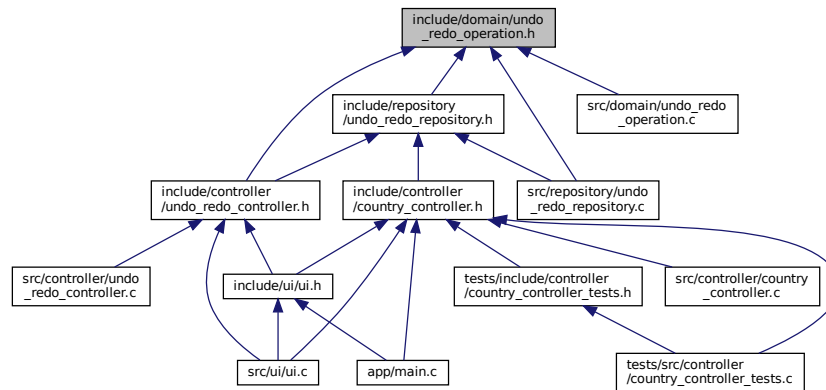 include/domain/undo
_redo_operation.h
include/repository
/undo_redo_repository.h
src/domain/undo_redo
_operation.c
include/controller
/undo_redo_controller.h
include/controller
/country_controller.h
src/repository/undo
_redo_repository.c
src/controller/undo
_redo_controller.c
include/ui/ui.h
tests/include/controller
/country_controller_tests.h
src/controller/country
_controller.c
src/ui/ui.c
app/main.c
tests/src/controller
/country_controller_tests.c